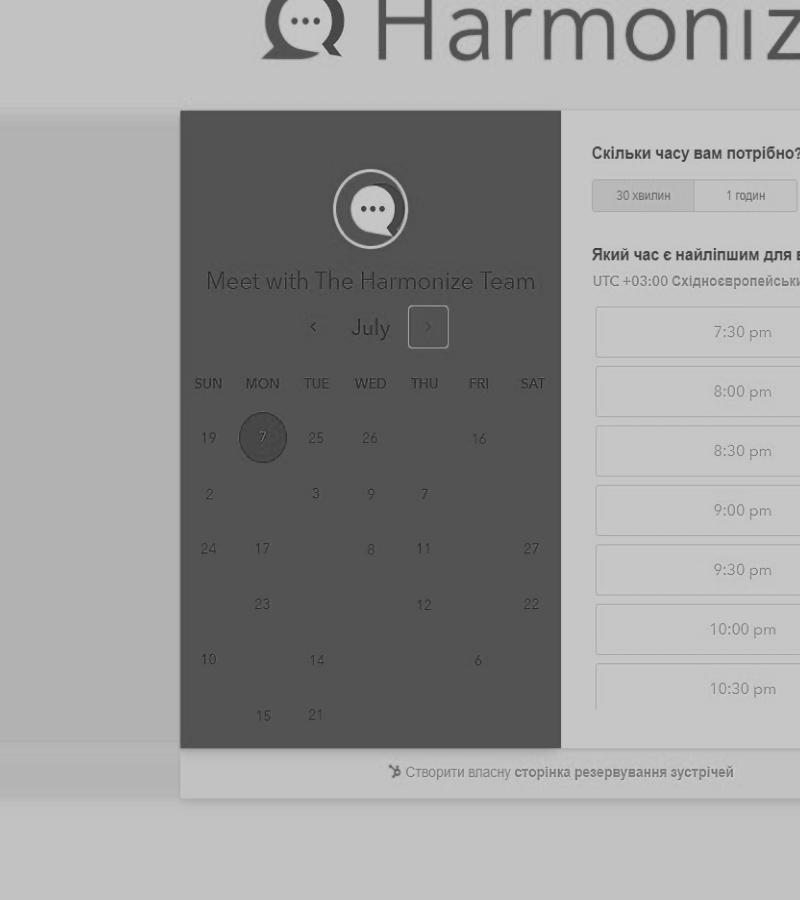 Harmoniz
Meet with The Harmonize Team
July
SUN MON TUE WED THU FRI SAT
19 7 25 26 16
2 3 9 7
24 17 8 11 27
23 12 22
10 14 6
15 21
Скільки часу вам потрібно?
30 хвилин 1 годин
Який час є найліпшим для в
UTC +03:00 Східноєвропейськи
7:30 pm
8:00 pm
8:30 pm
9:00 pm
9:30 pm
10:00 pm
10:30 pm
Створити власну сторінка резервування зустрічей